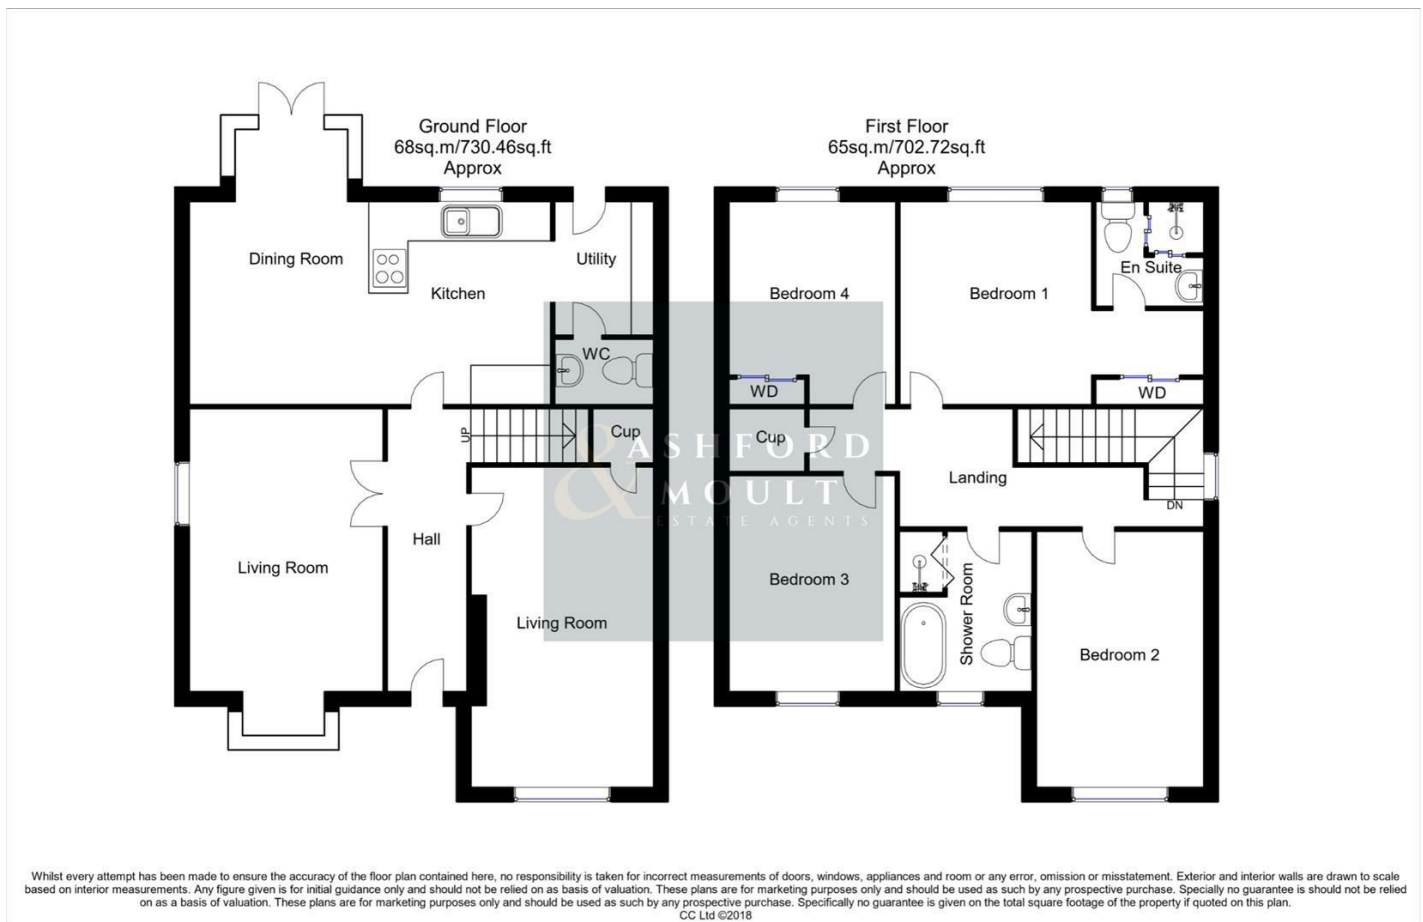 Ground Floor
68sq.m/730.46sq.ft
Approx
First Floor
65sq.m/702.72sq.ft
Approx
Dining Room
Kitchen
Utility
WC
Cup
UP
Hall
Living Room
Living Room
Bedroom 4
Bedroom 1
En Suite
WD
WD
Cup
Landing
DN
Bedroom 3
Shower Room
Bedroom 2
&
ASHFORD
MOULT
ESTATE AGENTS
Whilst every attempt has been made to ensure the accuracy of the floor plan contained here, no responsibility is taken for incorrect measurements of doors, windows, appliances and room or any error, omission or misstatement. Exterior and interior walls are drawn to scale
based on interior measurements. Any figure given is for initial guidance only and should not be relied on as basis of valuation. These plans are for marketing purposes only and should be used as such by any prospective purchase. Specially no guarantee is should not be relied
on as a basis of valuation. These plans are for marketing purposes only and should be used as such by any prospective purchase. Specifically no guarantee is given on the total square footage of the property if quoted on this plan.
CC Ltd ©2018